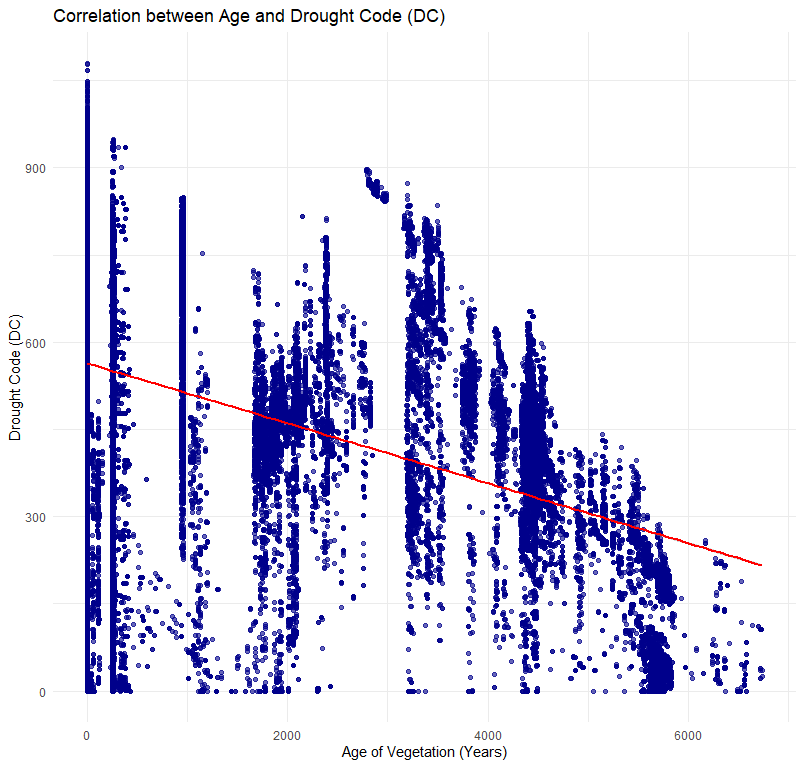 Correlation between Age and Drought Code (DC)
900
600
300
0
Drought Code (DC)
0 2000 4000 6000
Age of Vegetation (Years)